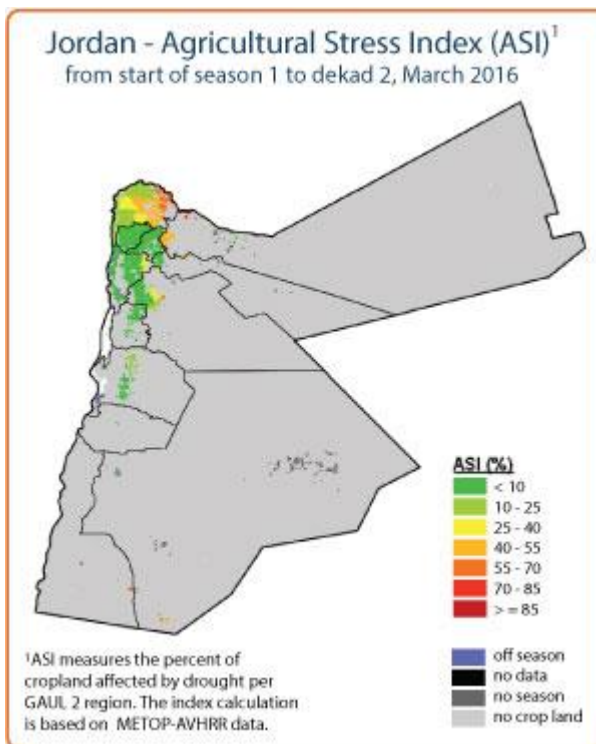 Jordan - Agricultural Stress Index (ASI)¹
from start of season 1 to dekad 2, March 2016
ASI (%)
< 10
10 - 25
25 - 40
40 - 55
55 - 70
70 - 85
> = 85
off season
no data
no season
no crop land
¹ASI measures the percent of
cropland affected by drought per
GAUL 2 region. The index calculation
is based on METOP-AVHRR data.